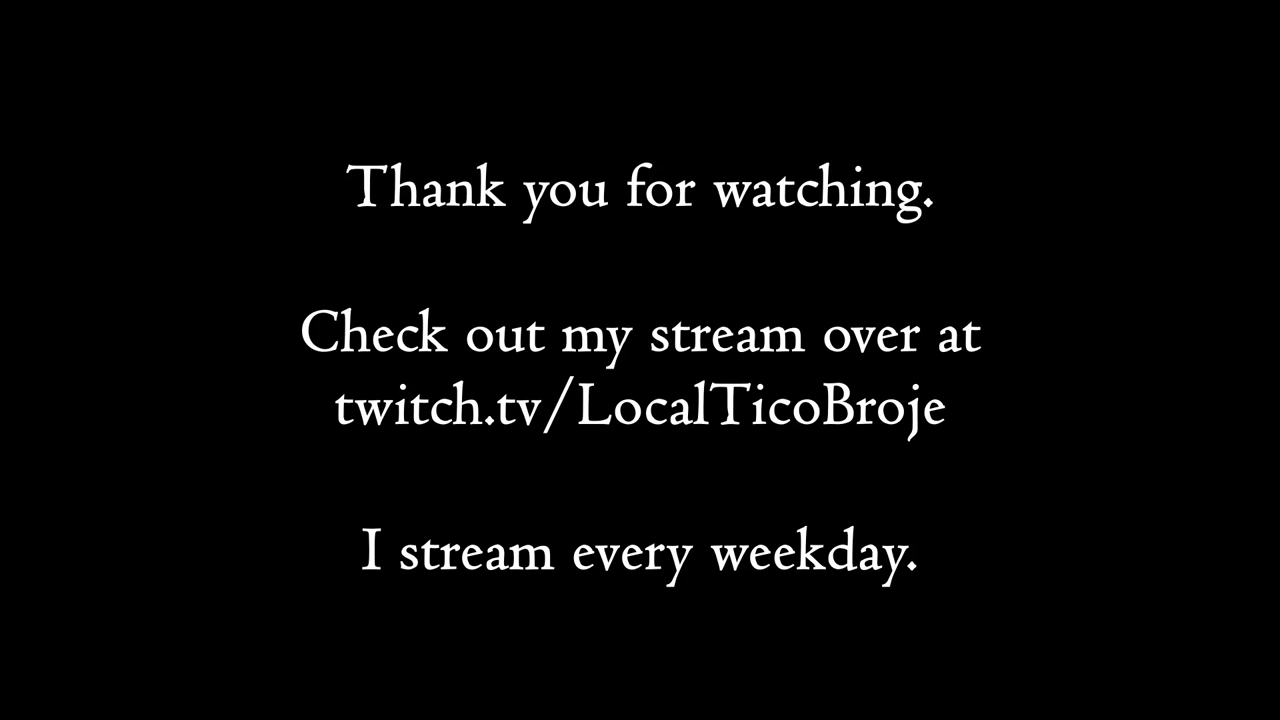 Thank you for watching.
Check out my stream over at
twitch.tv/LocalTicoBroje
I stream every weekday.